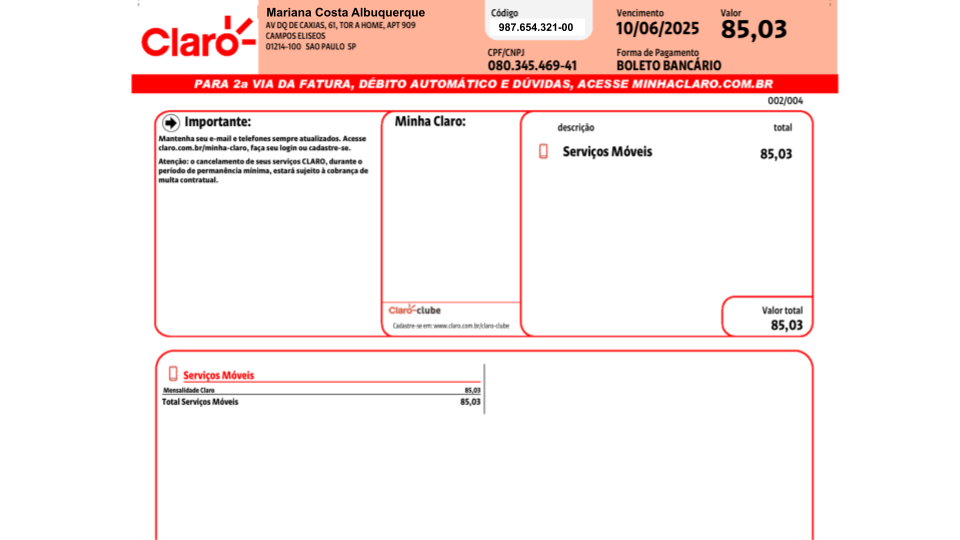 Claro
Mariana Costa Albuquerque
AV DQ DE CAXIAS, 61, TOR A HOME, APT 909
CAMPOS ELISEOS
01214-100 SAO PAULO SP
Código
987.654.321-00
CPF/CNPJ
080.345.469-41
Vencimento
10/06/2025
Valor
85,03
Forma de Pagamento
BOLETO BANCÁRIO
PARA 2a VIA DA FATURA, DÉBITO AUTOMÁTICO E DÚVIDAS, ACESSE MINHACLARO.COM.BR
002/004
Importante:
Mantenha seu e-mail e telefones sempre atualizados. Acesse
claro.com.br/minha-claro, faça seu login ou cadastre-se.
Atenção: o cancelamento de seus serviços CLARO, durante o
período de permanência mínima, estará sujeito à cobrança de
multa contratual.
Minha Claro:
Claro-clube
Cadastre-se em: www.claro.com.br/claro-clube
descrição total
Serviços Móveis 85,03
Valor total
85,03
Serviços Móveis
Mensalidade Claro 85,03
Total Serviços Móveis 85,03